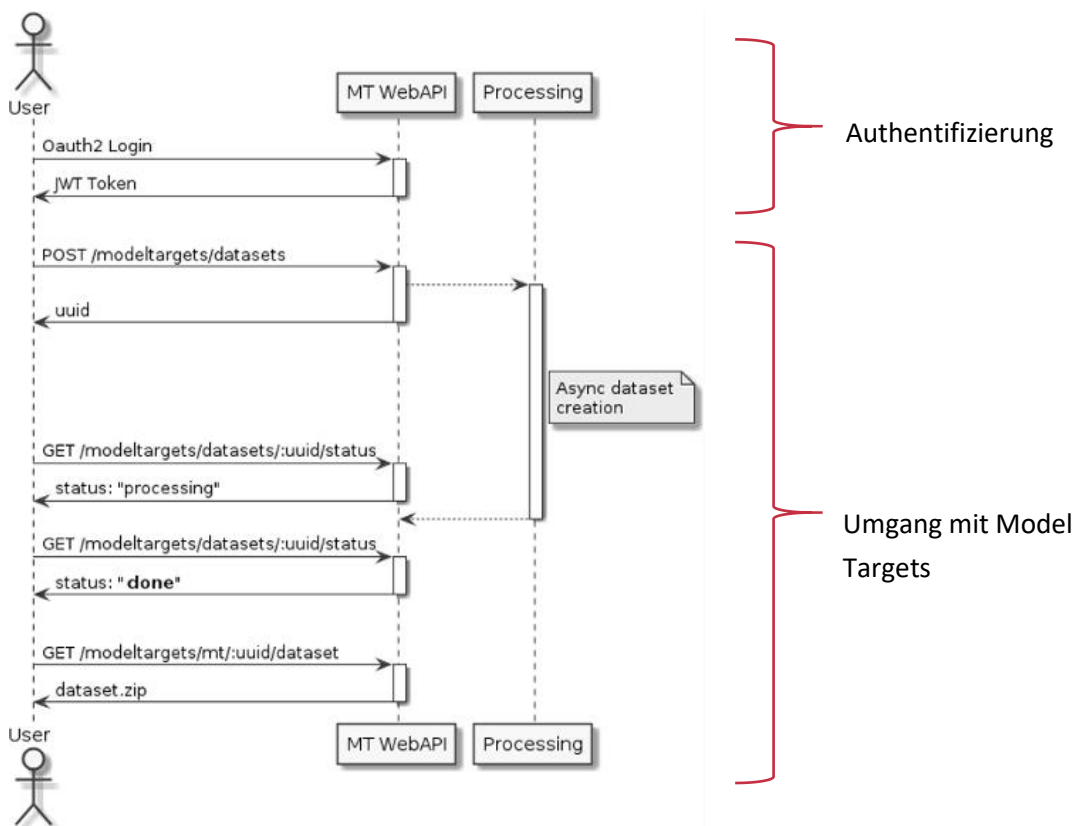 User
MT WebAPI
Processing
Authentifizierung
Oauth2 Login
JWT Token
POST /modeltargets/datasets
uuid
Async dataset
creation
GET /modeltargets/datasets/:uuid/status
status: "processing"
GET /modeltargets/datasets/:uuid/status
status: "done"
Umgang mit Model
Targets
GET /modeltargets/mt/:uuid/dataset
dataset.zip
User
MT WebAPI
Processing